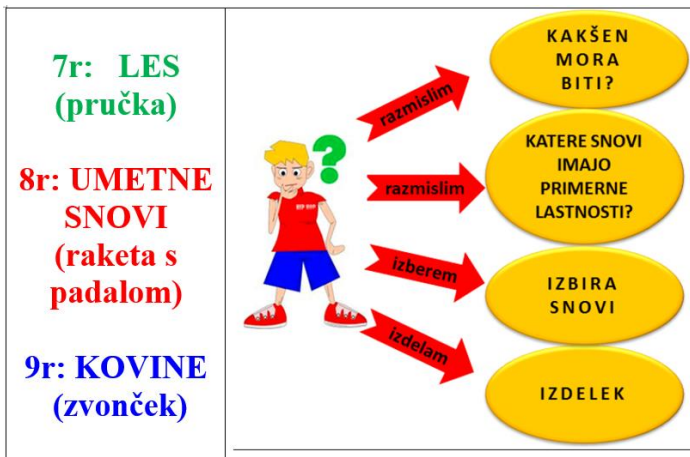 7r: LES
(pručka)
8r: UMETNE
SNOVI
(raketa s
padalom)
9r: KOVINE
(zvonček)
razmislim
KAKŠEN
MORA
BITI?
razmislim
KATERE SNOVI
IMAJO
PRIMERNE
LASTNOSTI?
izberem
IZBIRA
SNOVI
izdelam
IZDELEK